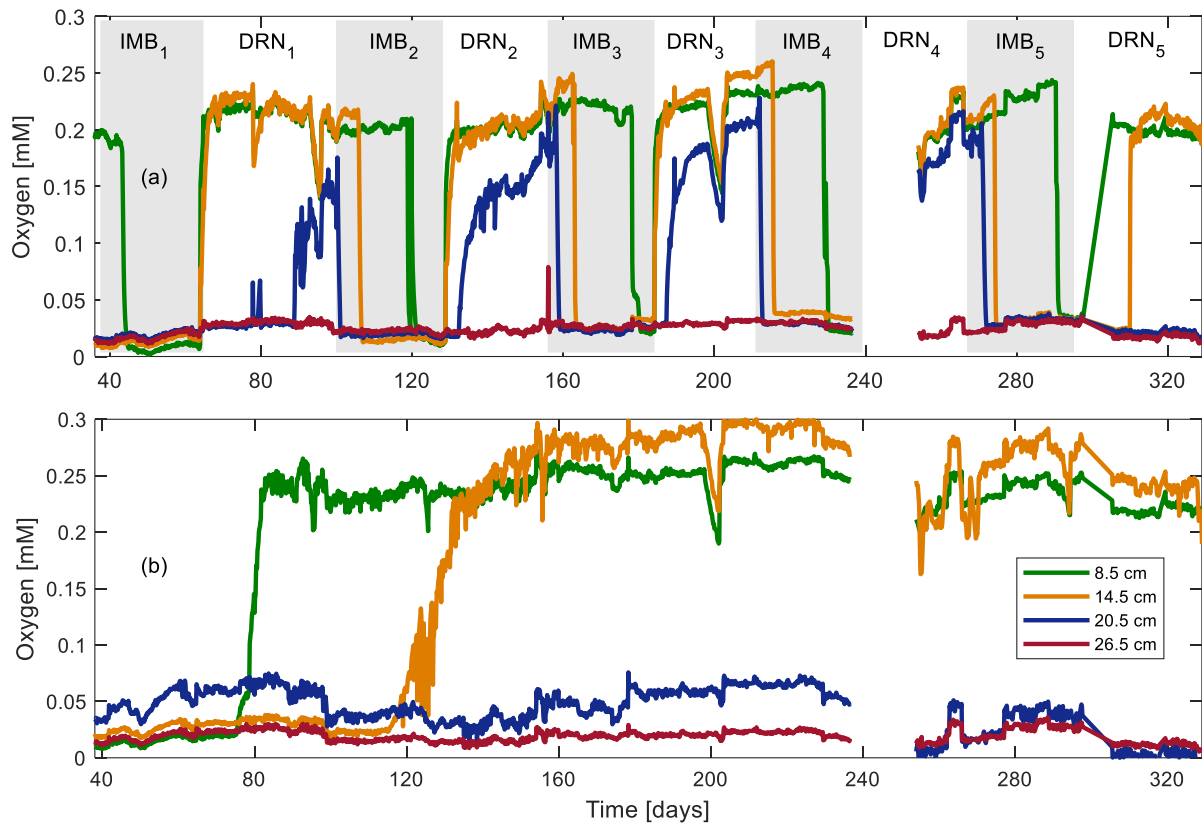 0.3
IMB1 DRN1 IMB2 DRN2 IMB3 DRN3 IMB4 DRN4 IMB5 DRN5
0.25
0.2
(a)
0.15
0.1
0.05
0
Oxygen [mM]
40 80 120 160 200 240 280 320
0.3
0.25
0.2
(b)
0.15
0.1
0.05
0
Oxygen [mM]
8.5 cm
14.5 cm
20.5 cm
26.5 cm
40 80 120 160 200 240 280 320
Time [days]